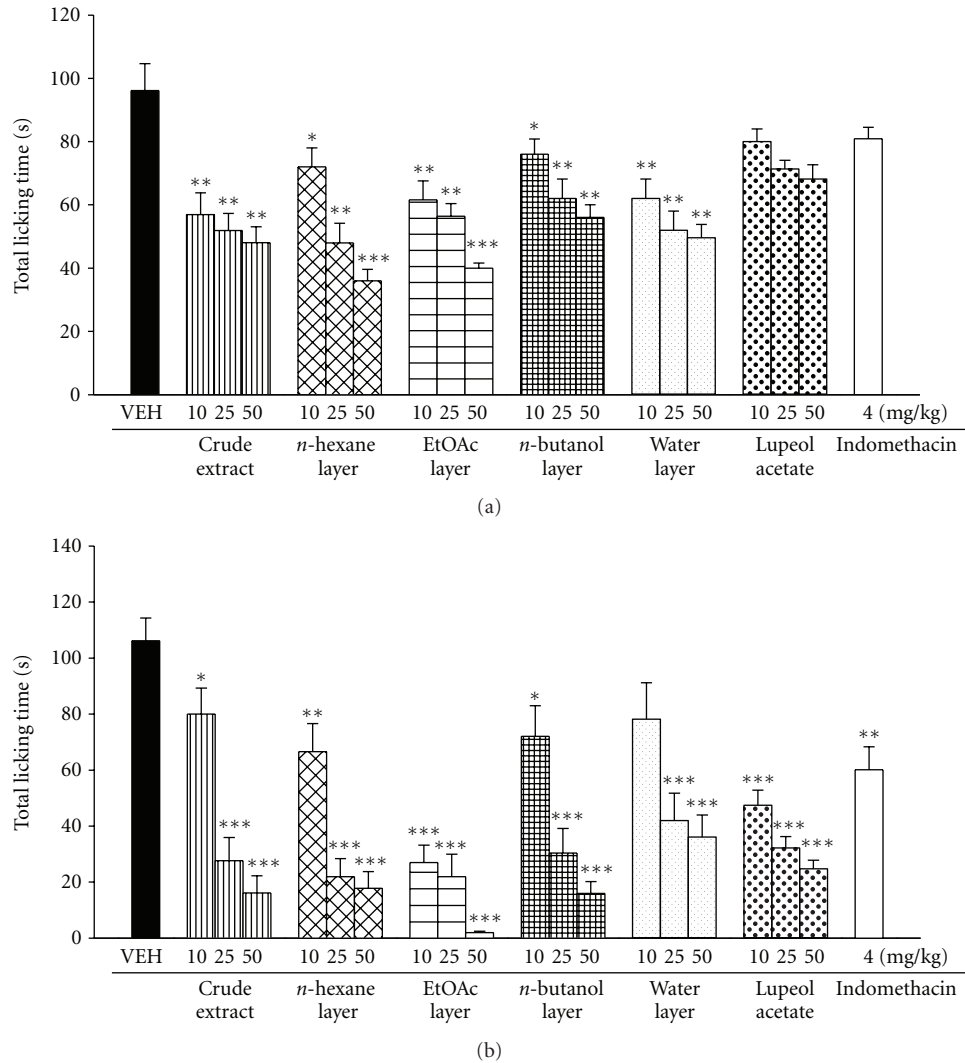 120
100
80
60
40
20
0
Total licking time (s)
* *
* *
* *
*
* *
* * *
* *
* *
* * *
*
* *
* *
* *
* *
* *
VEH 10 25 50 10 25 50 10 25 50 10 25 50 10 25 50 10 25 50 4 (mg/kg)
Crude n-hexane EtOAc n-butanol Water Lupeol Indomethacin
extract layer layer layer layer acetate
(a)
140
120
100
80
60
40
20
0
Total licking time (s)
*
* * *
* * *
* *
* * *
* * *
* * *
* * *
* * *
*
* * *
* * *
* * *
* * *
* * *
* * *
* * *
* *
VEH 10 25 50 10 25 50 10 25 50 10 25 50 10 25 50 10 25 50 4 (mg/kg)
Crude n-hexane EtOAc n-butanol Water Lupeol Indomethacin
extract layer layer layer layer acetate
(b)